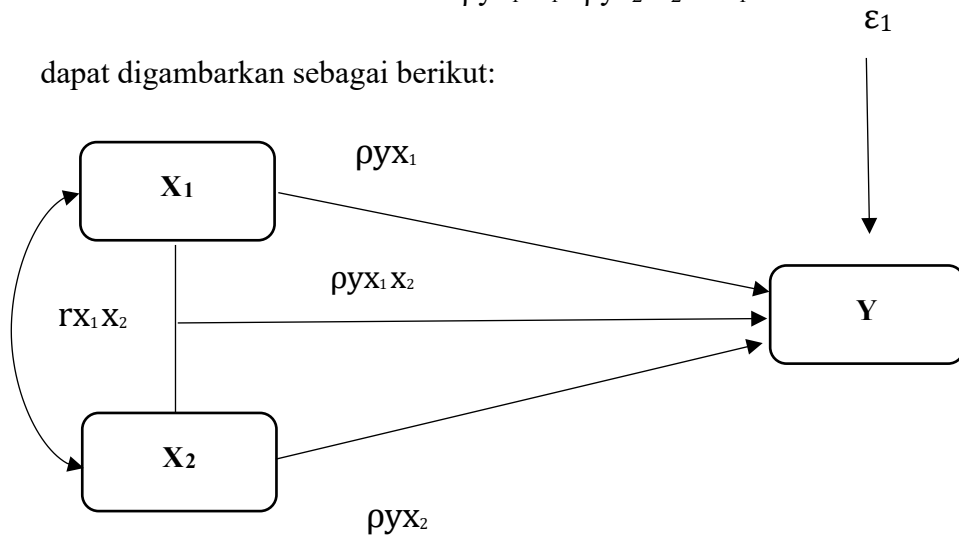 ε₁
dapat digambarkan sebagai berikut:
ρyx₁
X₁
ρyx₁x₂
rx₁x₂
Y
X₂
ρyx₂